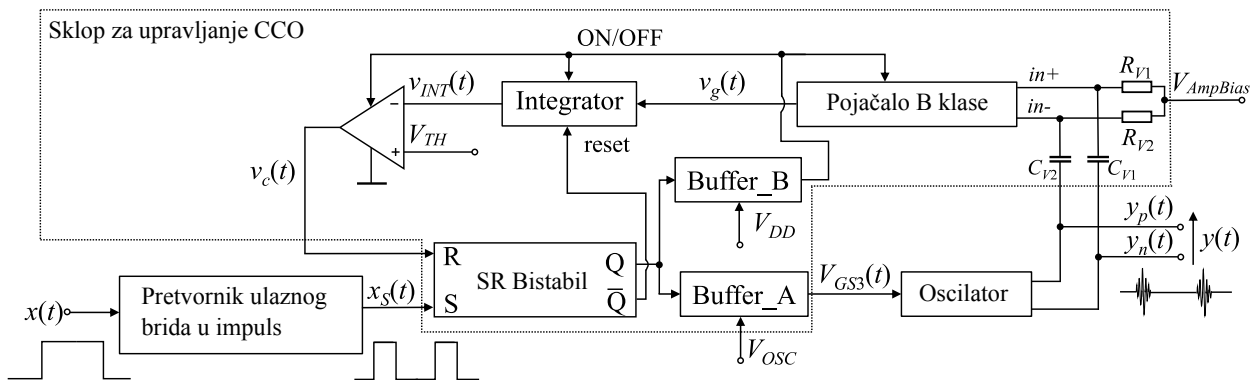 Sklop za upravljanje CCO
ON/OFF
v_INT(t)
Integrator
v_g(t)
Pojačalo B klase
in+
in-
R_V1
V_AmpBias
R_V2
V_TH
reset
v_c(t)
Buffer_B
V_DD
C_V2
C_V1
y_p(t)
y_n(t)
y(t)
R
S
SR Bistabil
Q
Q̅
Buffer_A
V_OSC
V_GS3(t)
Oscilator
x(t)
Pretvornik ulaznog
brida u impuls
x_S(t)